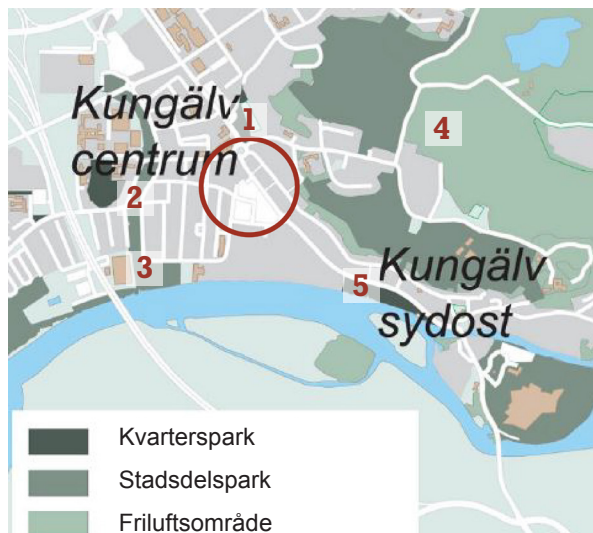 Kungälv
centrum
1
2
3
4
5
Kungälv
sydost
Kvarterspark
Stadsdelspark
Friluftsområde